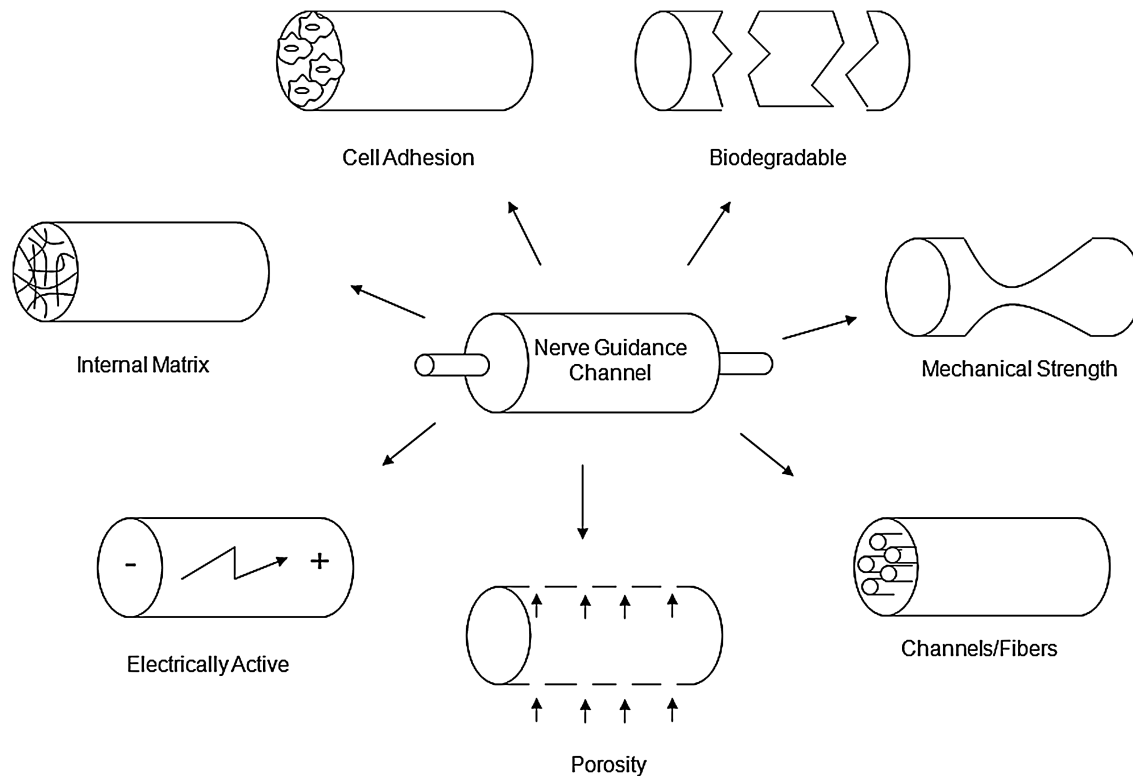 Cell Adhesion
Biodegradable
Internal Matrix
Nerve Guidance
Channel
Mechanical Strength
- +
Electrically Active
Channels/Fibers
Porosity